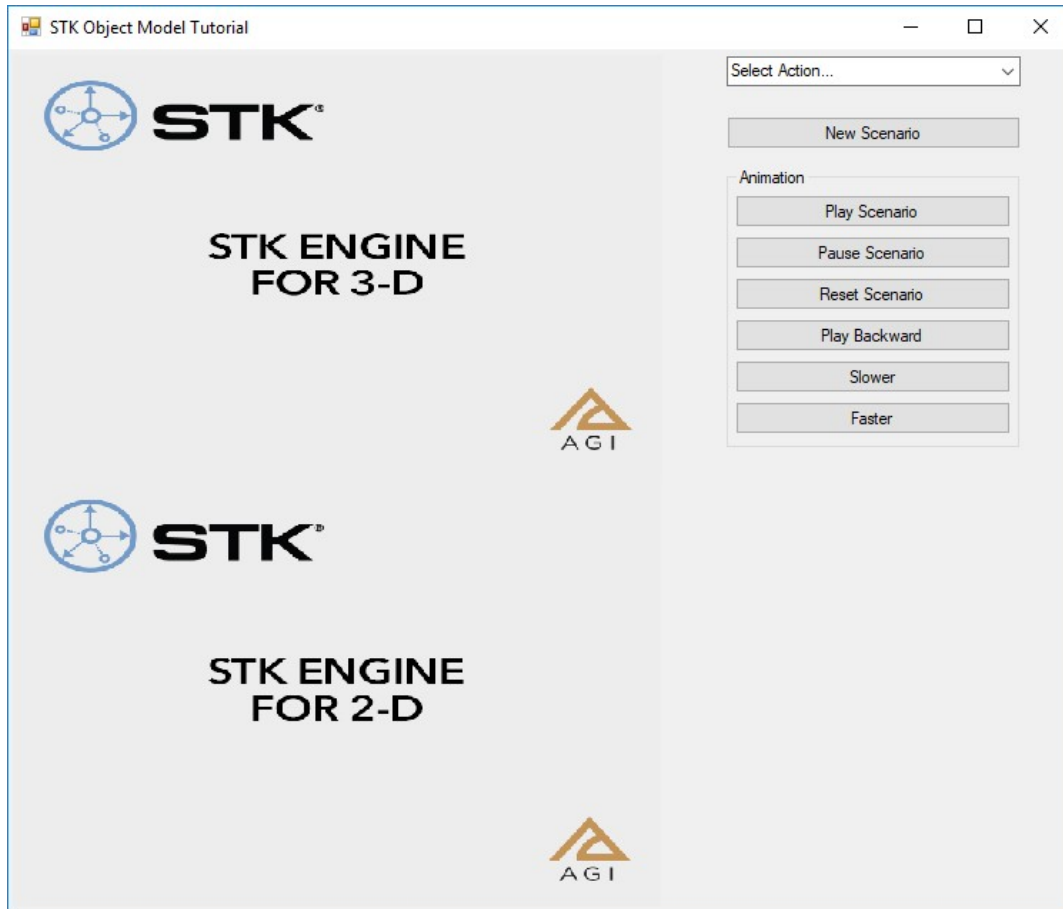 STK Object Model Tutorial
STK®
STK ENGINE
FOR 3-D
AGI
STK®
STK ENGINE
FOR 2-D
AGI
Select Action...
New Scenario
Animation
Play Scenario
Pause Scenario
Reset Scenario
Play Backward
Slower
Faster